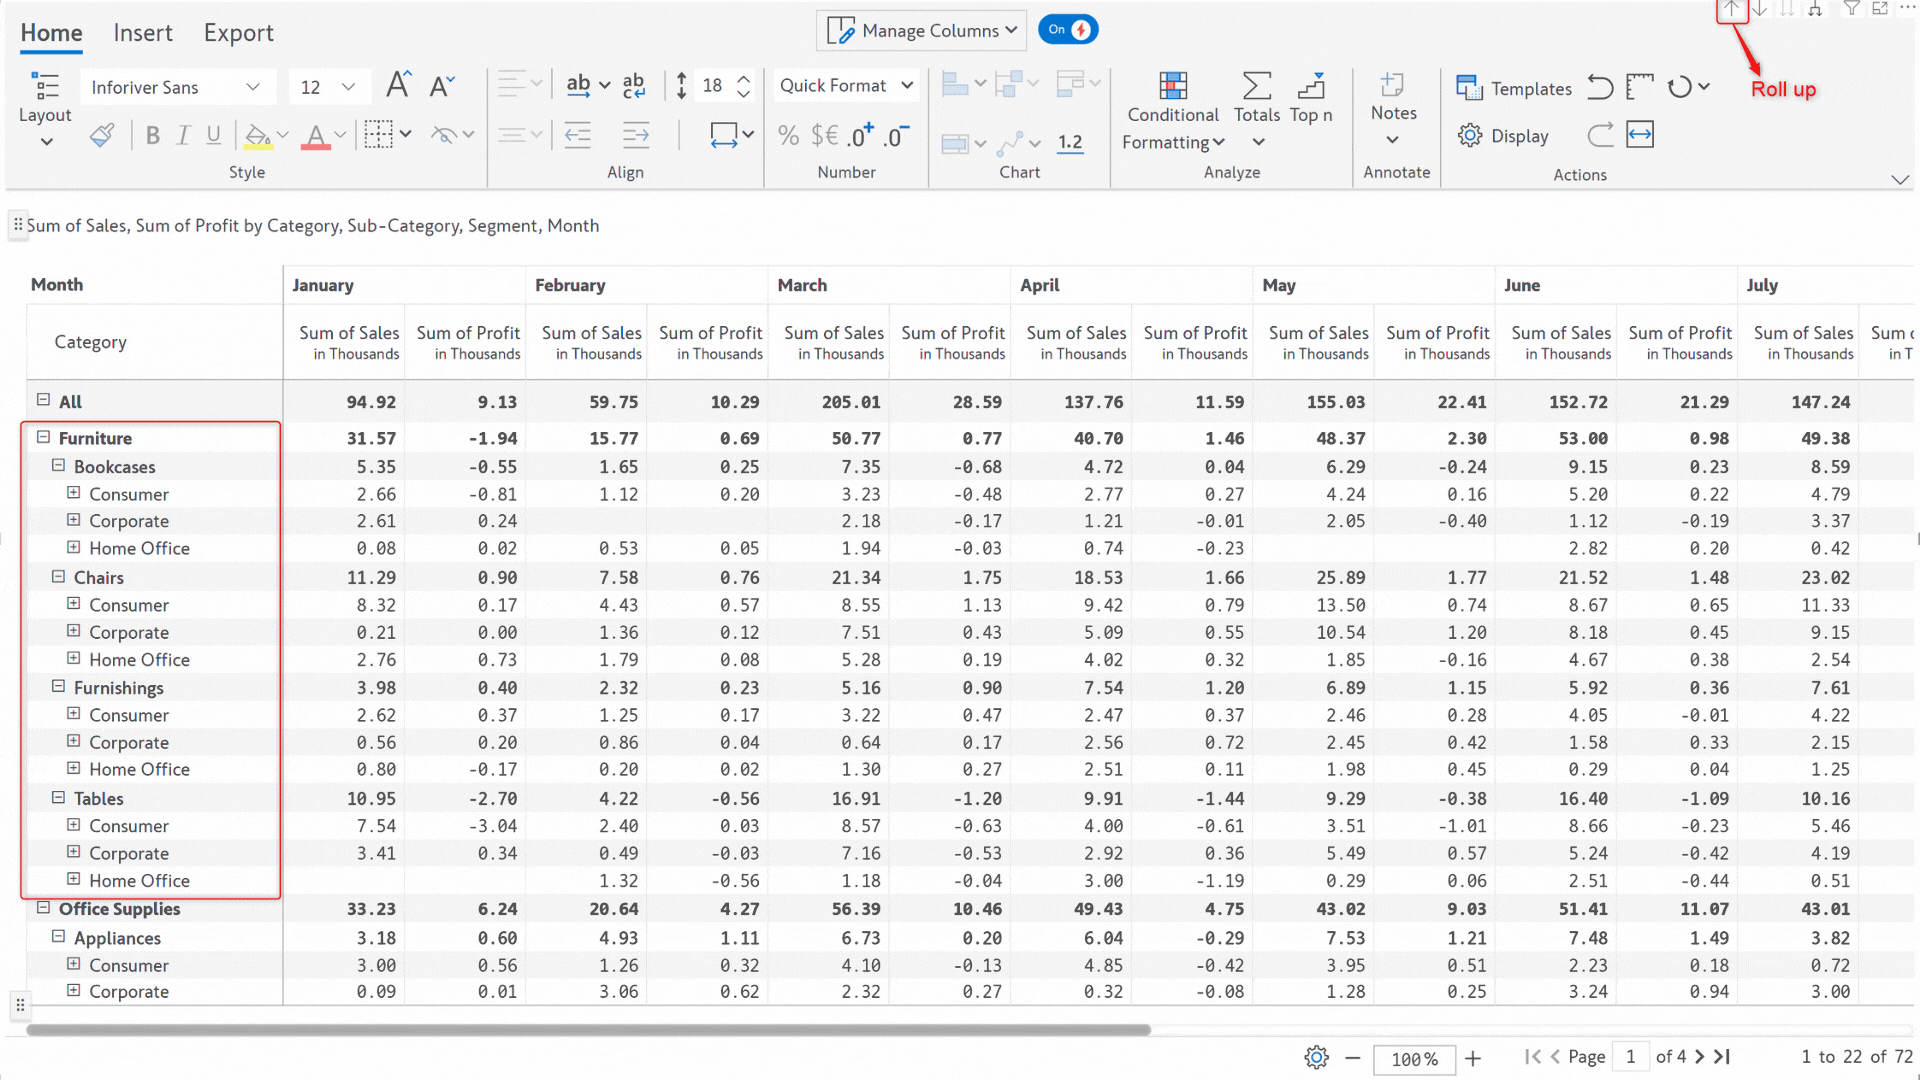 Home Insert Export Manage Columns On
Roll up
Layout Inforiver Sans 12 ab ab 18 Quick Format Conditional Formatting Totals Top n Notes Templates
B I U A % $€ .0+ .0- 1.2 Display
Style Align Number Chart Analyze Annotate Actions
Sum of Sales, Sum of Profit by Category, Sub-Category, Segment, Month
Month January February March April May June July
Category Sum of Sales in Thousands Sum of Profit in Thousands Sum of Sales in Thousands Sum of Profit in Thousands Sum of Sales in Thousands Sum of Profit in Thousands Sum of Sales in Thousands Sum of Profit in Thousands Sum of Sales in Thousands Sum of Profit in Thousands Sum of Sales in Thousands Sum of Profit in Thousands Sum of Sales in Thousands Sum in T
All 94.92 9.13 59.75 10.29 205.01 28.59 137.76 11.59 155.03 22.41 152.72 21.29 147.24
Furniture 31.57 -1.94 15.77 0.69 50.77 0.77 40.70 1.46 48.37 2.30 53.00 0.98 49.38
Bookcases 5.35 -0.55 1.65 0.25 7.35 -0.68 4.72 0.04 6.29 -0.24 9.15 0.23 8.59
Consumer 2.66 -0.81 1.12 0.20 3.23 -0.48 2.77 0.27 4.24 0.16 5.20 0.22 4.79
Corporate 2.61 0.24 2.18 -0.17 1.21 -0.01 2.05 -0.40 1.12 -0.19 3.37
Home Office 0.08 0.02 0.53 0.05 1.94 -0.03 0.74 -0.23 2.82 0.20 0.42
Chairs 11.29 0.90 7.58 0.76 21.34 1.75 18.53 1.66 25.89 1.77 21.52 1.48 23.02
Consumer 8.32 0.17 4.43 0.57 8.55 1.13 9.42 0.79 13.50 0.74 8.67 0.65 11.33
Corporate 0.21 0.00 1.36 0.12 7.51 0.43 5.09 0.55 10.54 1.20 8.18 0.45 9.15
Home Office 2.76 0.73 1.79 0.08 5.28 0.19 4.02 0.32 1.85 -0.16 4.67 0.38 2.54
Furnishings 3.98 0.40 2.32 0.23 5.16 0.90 7.54 1.20 6.89 1.15 5.92 0.36 7.61
Consumer 2.62 0.37 1.25 0.17 3.22 0.47 2.47 0.37 2.46 0.28 4.05 -0.01 4.22
Corporate 0.56 0.20 0.86 0.04 0.64 0.17 2.56 0.72 2.45 0.42 1.58 0.33 2.15
Home Office 0.80 -0.17 0.20 0.02 1.30 0.27 2.51 0.11 1.98 0.45 0.29 0.04 1.25
Tables 10.95 -2.70 4.22 -0.56 16.91 -1.20 9.91 -1.44 9.29 -0.38 16.40 -1.09 10.16
Consumer 7.54 -3.04 2.40 0.03 8.57 -0.63 4.00 -0.61 3.51 -1.01 8.66 -0.23 5.46
Corporate 3.41 0.34 0.49 -0.03 7.16 -0.53 2.92 0.36 5.49 0.57 5.24 -0.42 4.19
Home Office 1.32 -0.56 1.18 -0.04 3.00 -1.19 0.29 0.06 2.51 -0.44 0.51
Office Supplies 33.23 6.24 20.64 4.27 56.39 10.46 49.43 4.75 43.02 9.03 51.41 11.07 43.01
Appliances 3.18 0.60 4.93 1.11 6.73 0.20 6.04 -0.29 7.53 1.21 7.48 1.49 3.82
Consumer 3.00 0.56 1.26 0.32 4.10 -0.13 4.85 -0.42 3.95 0.51 2.23 0.18 0.72
Corporate 0.09 0.01 3.06 0.62 2.32 0.27 0.32 -0.08 1.28 0.25 3.24 0.94 3.00
100% Page 1 of 4 1 to 22 of 72